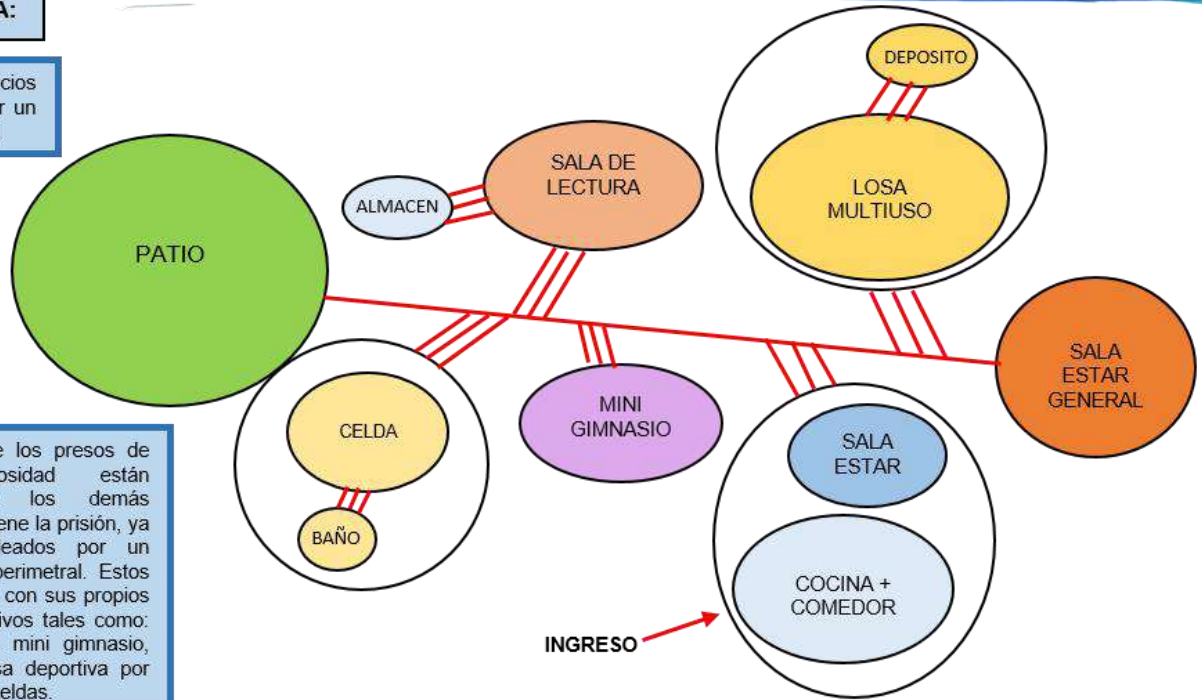 A:
cios
r un
DEPOSITO
SALA DE
LECTURA
ALMACEN
LOSA
MULTIUSO
PATIO
SALA
ESTAR
GENERAL
MINI
GIMNASIO
CELDA
SALA
ESTAR
BAÑO
COCINA +
COMEDOR
INGRESO
e los presos de
osidad están
los demás
ene la prisión, ya
leados por un
perimetral. Estos
con sus propios
ivos tales como:
mini gimnasio,
sa deportiva por
eldas.